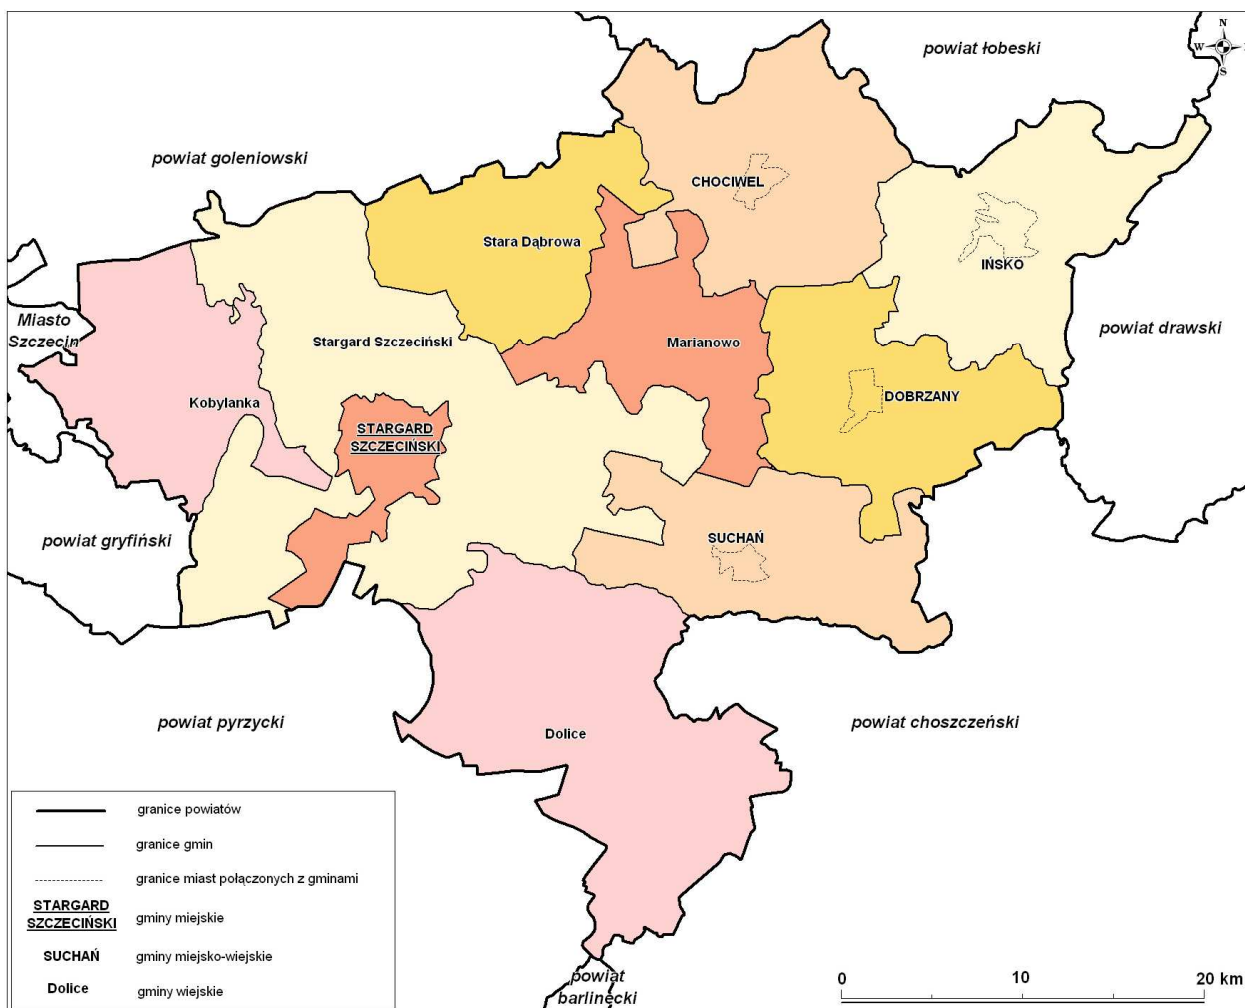 N
W
S
powiat łobeski
powiat goleniowski
CHOCIWEL
Stara Dąbrowa
IŃSKO
Miasto
Szczecin
powiat drawski
Stargard Szczeciński
Marianowo
Kobylanka
DOBRZANY
STARGARD
SZCZECIŃSKI
powiat gryfiński
SUCHAŃ
powiat pyrzycki
powiat choszczeński
Dolice
granice powiatów
granice gmin
granice miast połączonych z gminami
STARGARD
SZCZECIŃSKI
gminy miejskie
SUCHAŃ
gminy miejsko-wiejskie
Dolice
gminy wiejskie
powiat
barlinecki
0
10
20 km